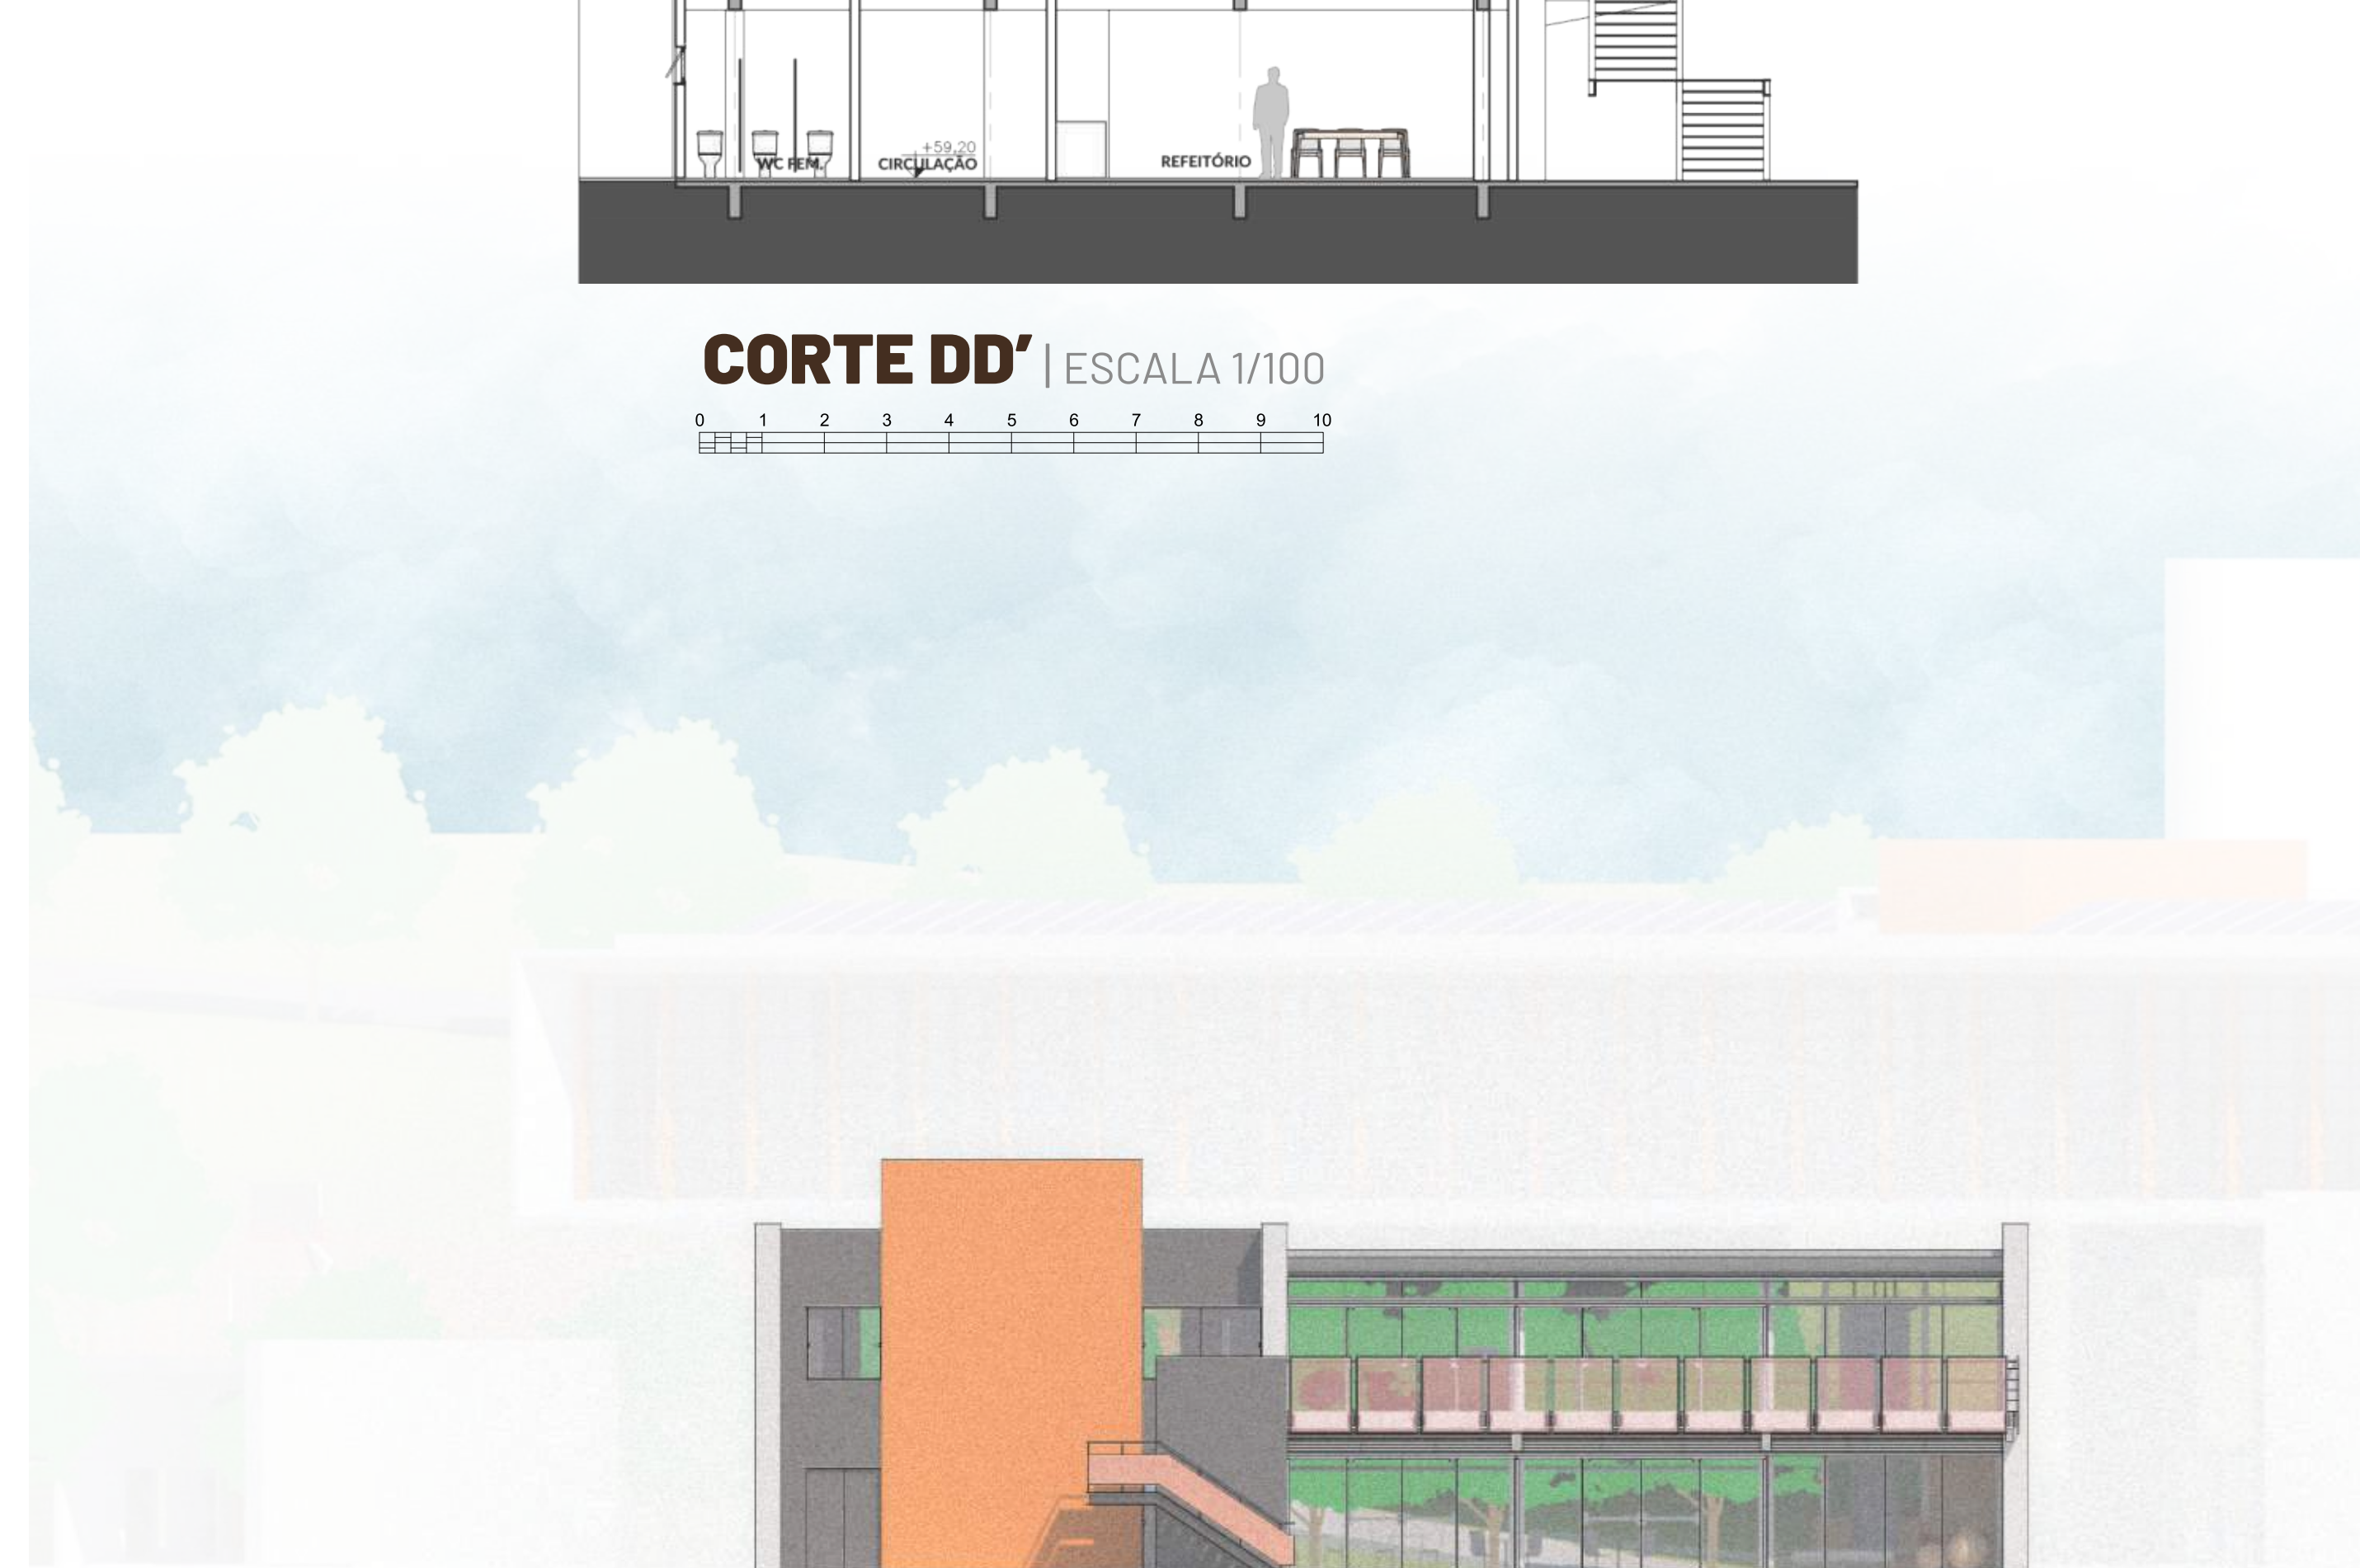 +59,20
WC FEM.
CIRCULAÇÃO
REFEITÓRIO
CORTE DD' | ESCALA 1/100
0 1 2 3 4 5 6 7 8 9 10